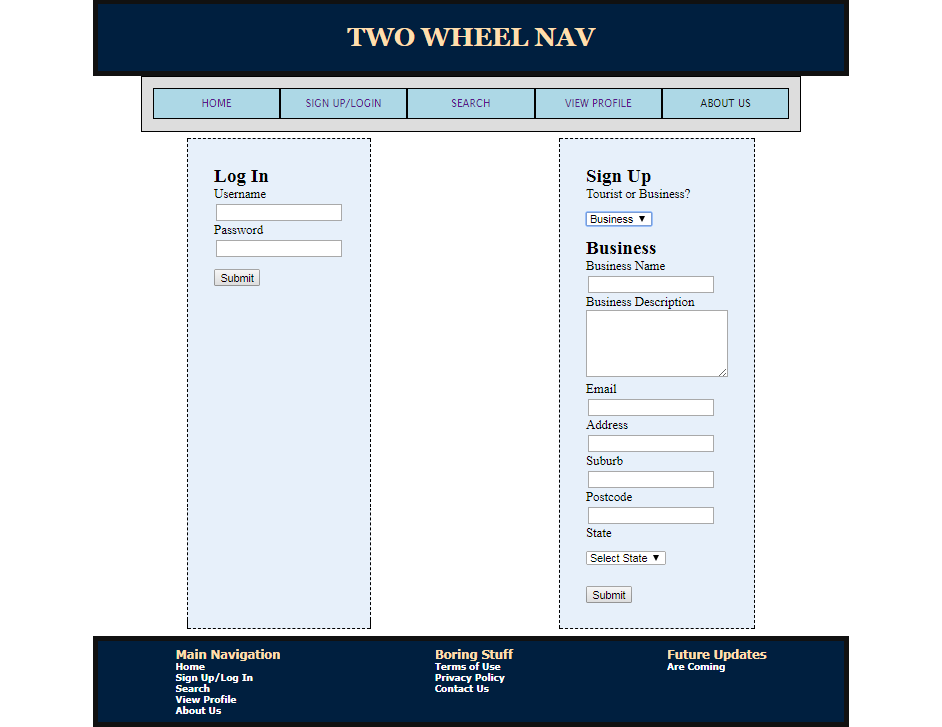 TWO WHEEL NAV
HOME SIGN UP/LOGIN SEARCH VIEW PROFILE ABOUT US
Log In
Username
Password
Submit
Sign Up
Tourist or Business?
Business ▼
Business
Business Name
Business Description
Email
Address
Suburb
Postcode
State
Select State ▼
Submit
Main Navigation
Home
Sign Up/Log In
Search
View Profile
About Us
Boring Stuff
Terms of Use
Privacy Policy
Contact Us
Future Updates
Are Coming